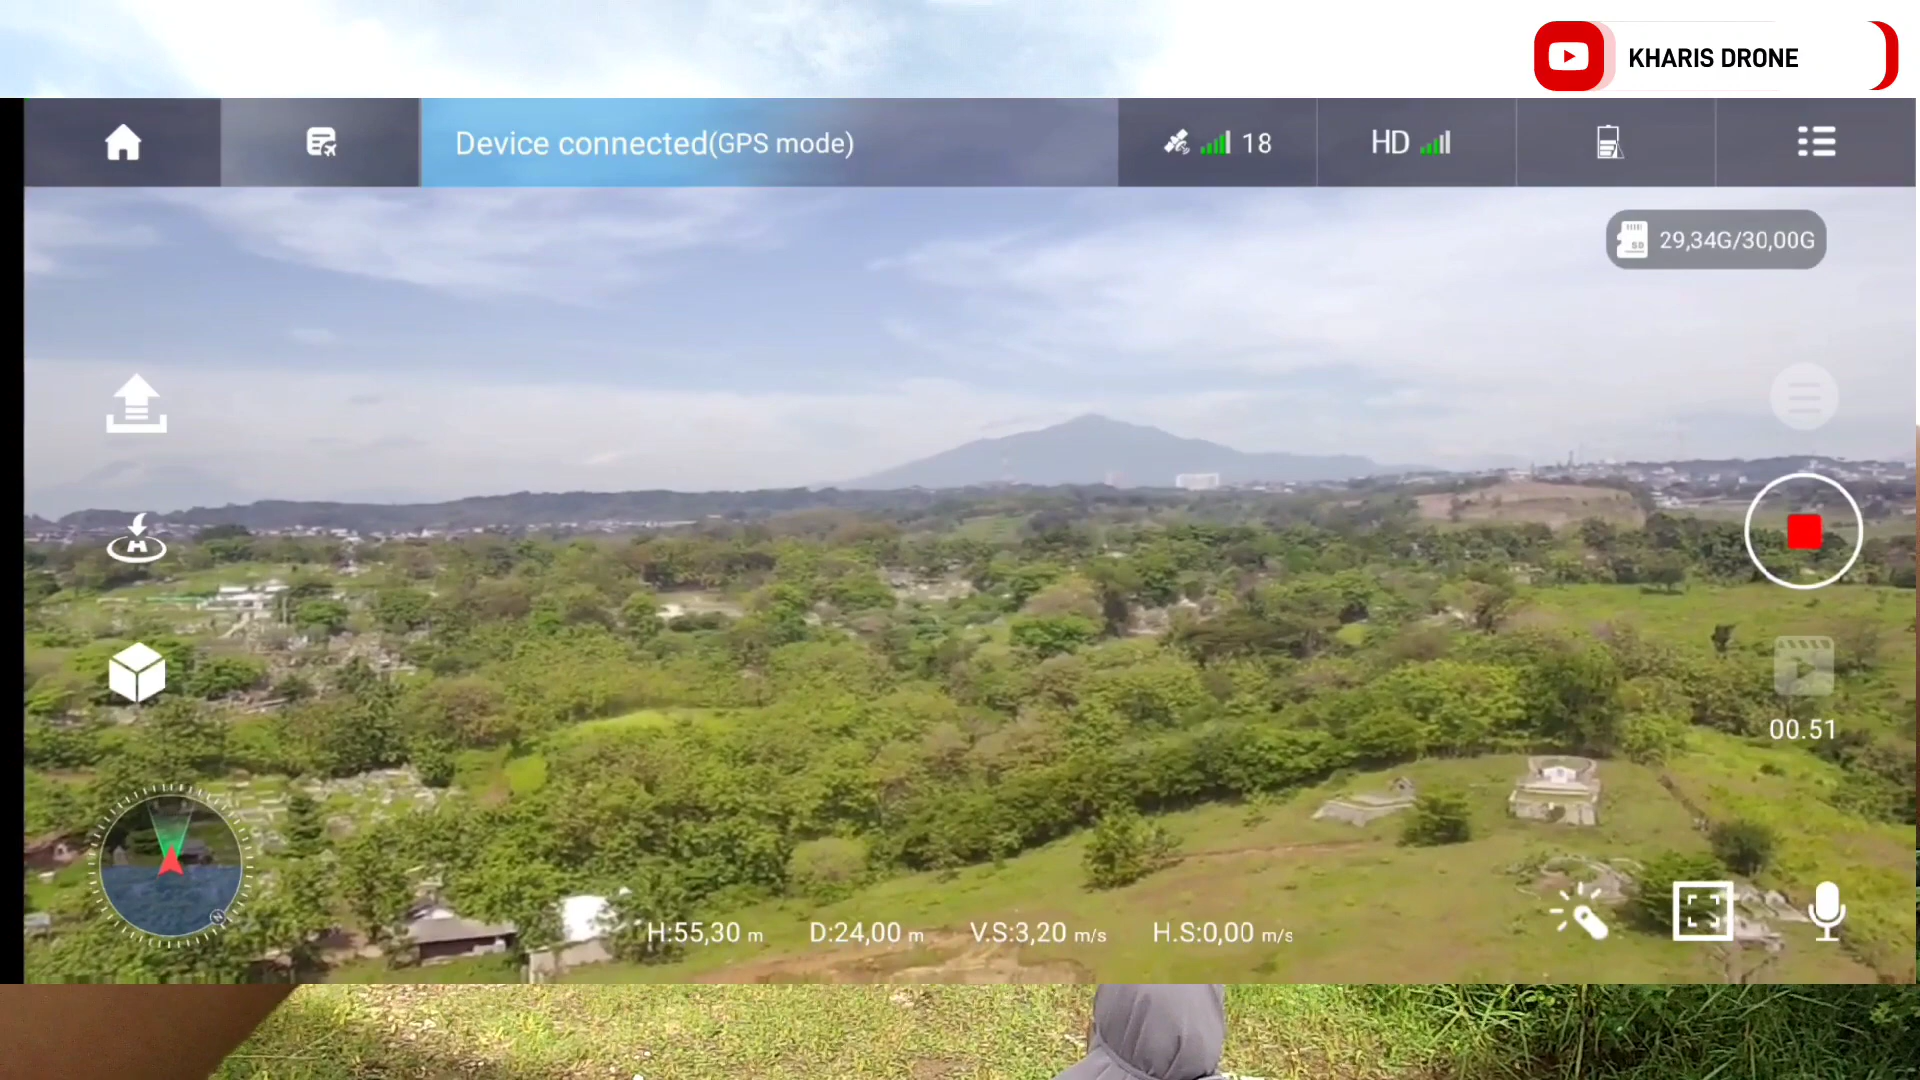 KHARIS DRONE
Device connected(GPS mode)
18
HD
SD
29,34G/30,00G
00.51
N
H:55,30 m
D:24,00 m
V.S:3,20 m/s
H.S:0,00 m/s